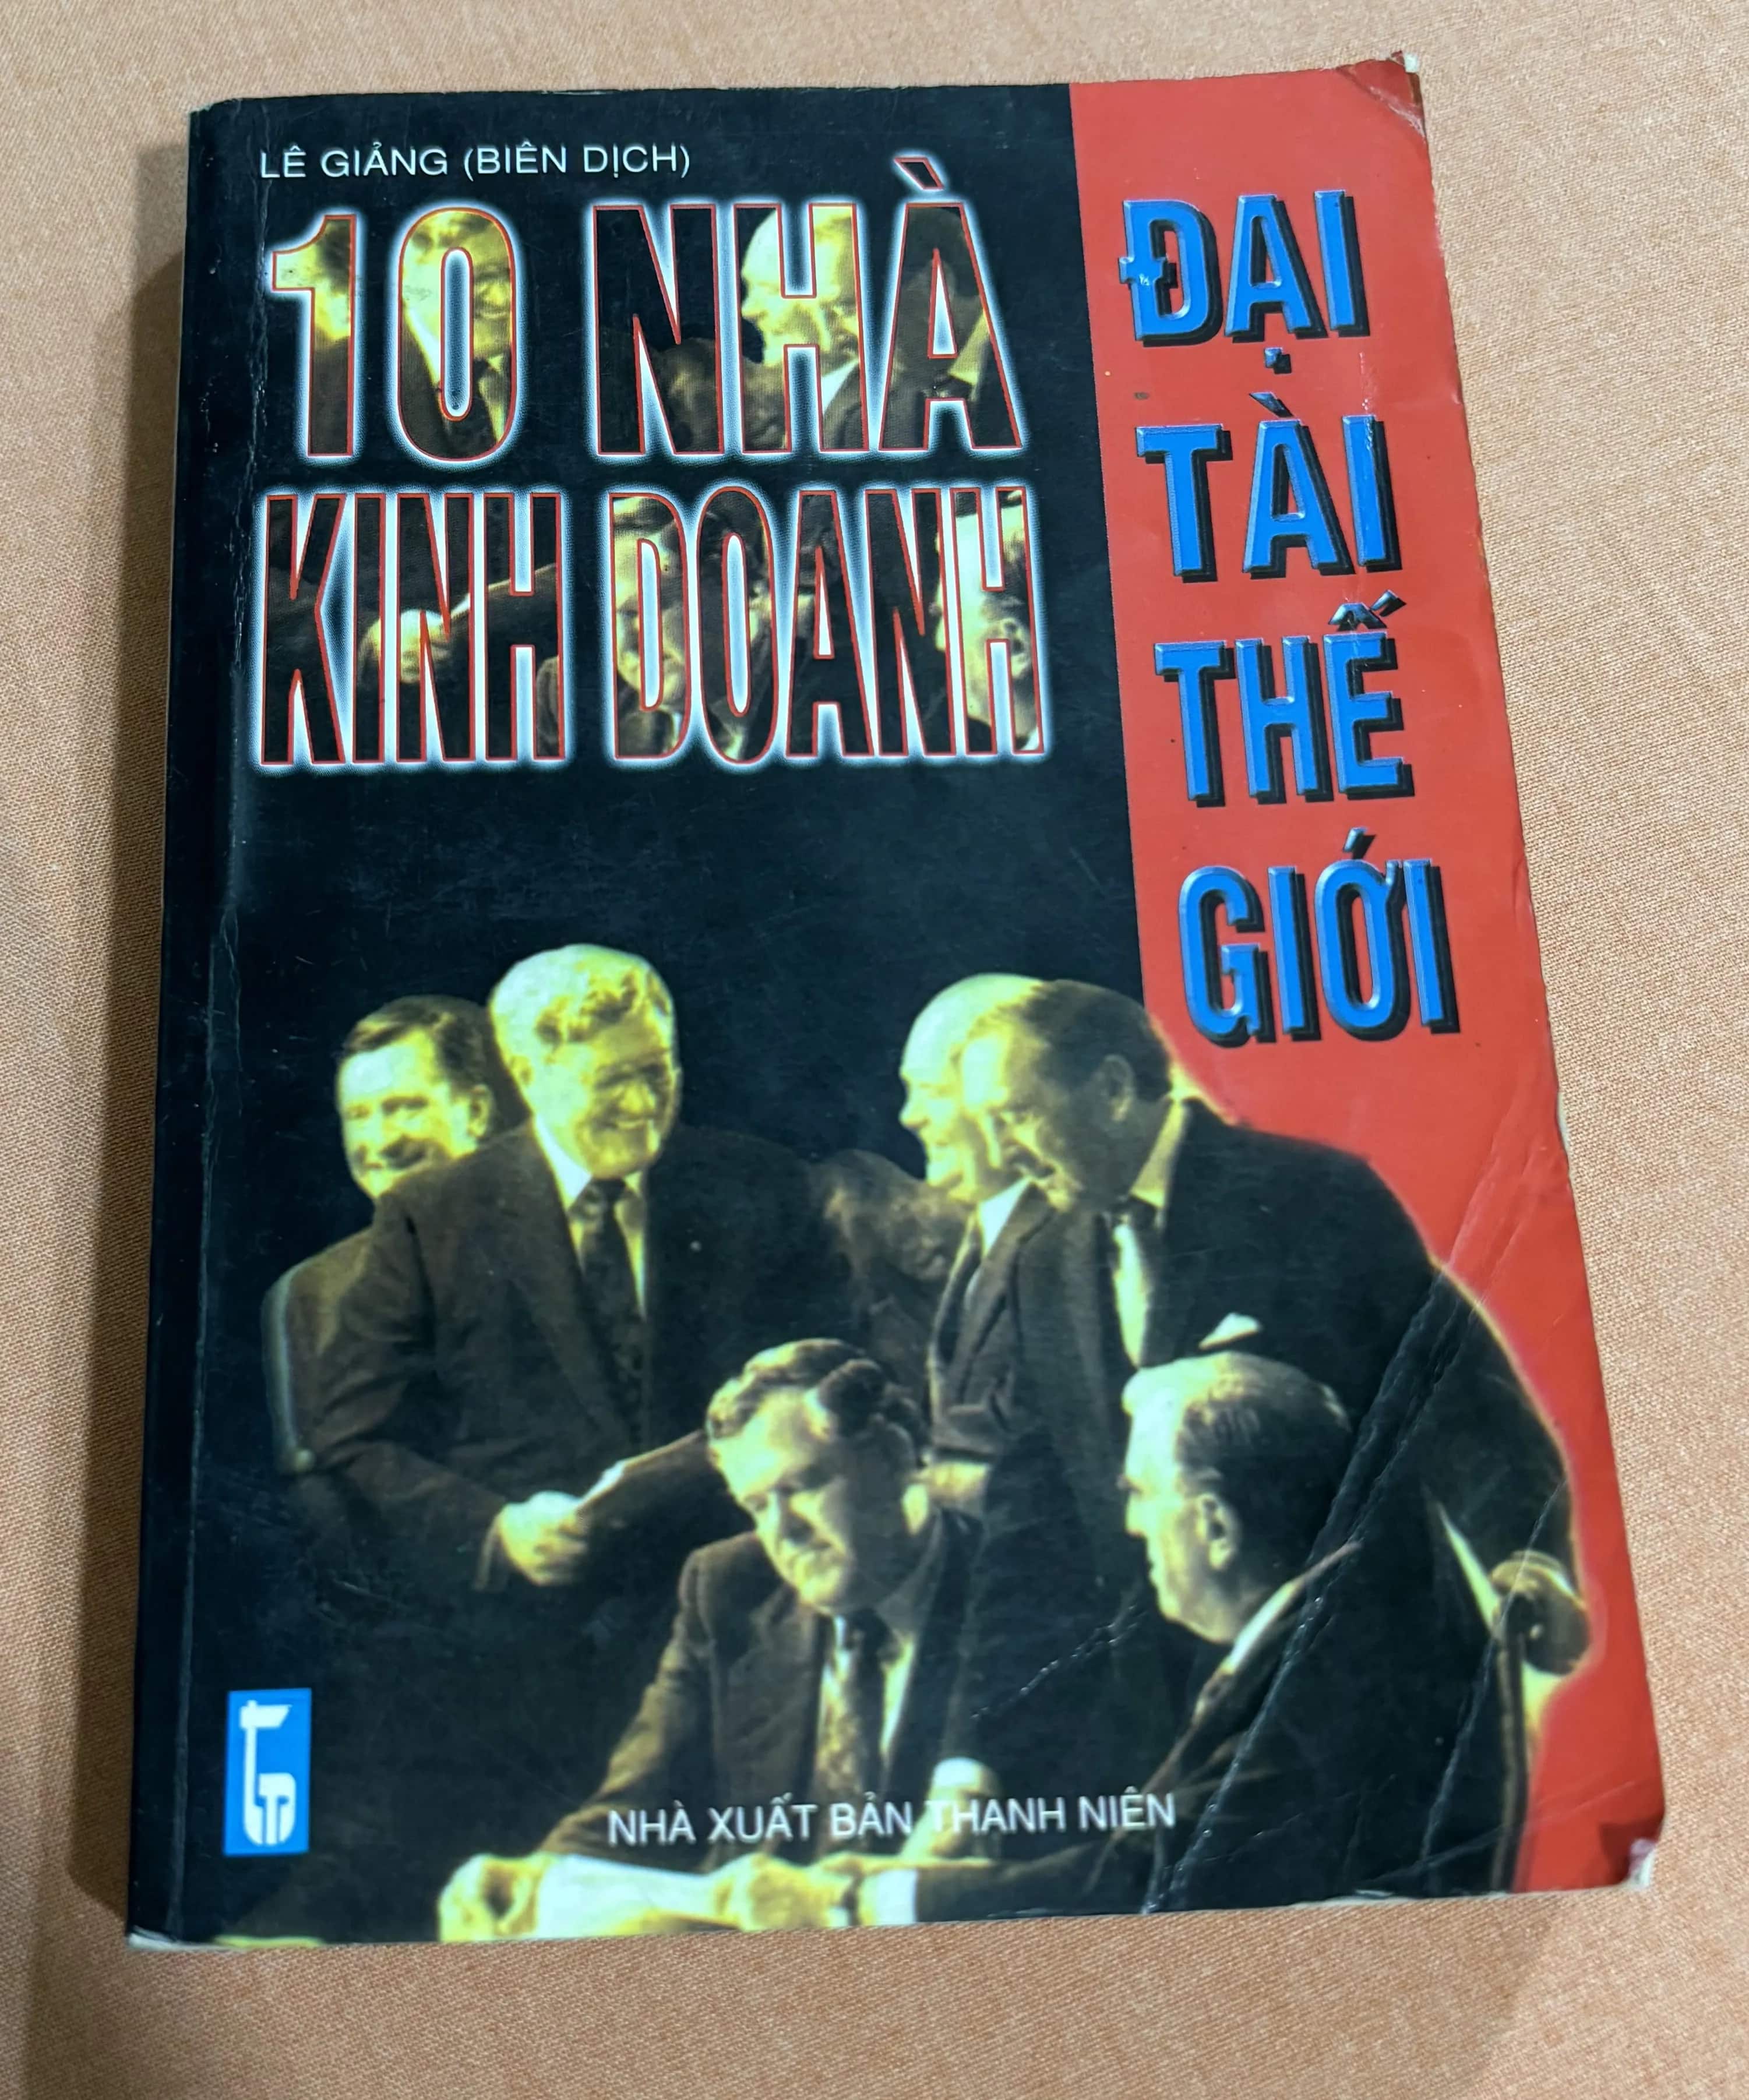 LÊ GIẢNG (BIÊN DỊCH)
10 NHÀ
KINH DOANH
ĐẠI
TÀI
THẾ
GIỚI
NHÀ XUẤT BẢN THANH NIÊN